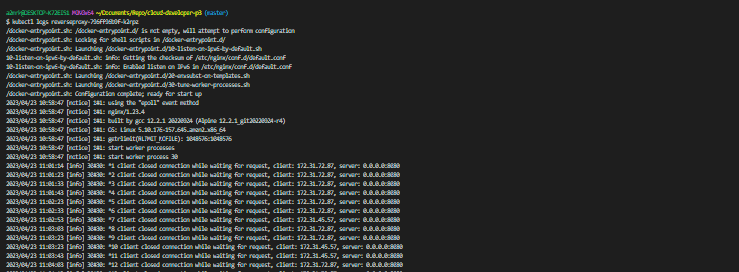 MINGW64 ~/Documents/Repo/cloud-developer-p3 (master)
$ kubectl logs reverseproxy-796ff96b9f-k2rpz
/docker-entrypoint.sh: /docker-entrypoint.d/ is not empty, will attempt to perform configuration
/docker-entrypoint.sh: Looking for shell scripts in /docker-entrypoint.d/
/docker-entrypoint.sh: Launching /docker-entrypoint.d/10-listen-on-ipv6-by-default.sh
10-listen-on-ipv6-by-default.sh: info: Getting the checksum of /etc/nginx/conf.d/default.conf
10-listen-on-ipv6-by-default.sh: info: Enabled listen on IPv6 in /etc/nginx/conf.d/default.conf
/docker-entrypoint.sh: Launching /docker-entrypoint.d/20-envsubst-on-templates.sh
/docker-entrypoint.sh: Launching /docker-entrypoint.d/30-tune-worker-processes.sh
/docker-entrypoint.sh: Configuration complete; ready for start up
2023/04/23 10:58:47 [notice] 1#1: using the "epoll" event method
2023/04/23 10:58:47 [notice] 1#1: nginx/1.23.4
2023/04/23 10:58:47 [notice] 1#1: built by gcc 12.2.1 20220924 (Alpine 12.2.1_git20220924-r4)
2023/04/23 10:58:47 [notice] 1#1: OS: Linux 5.10.176-157.645.amzn2.x86_64
2023/04/23 10:58:47 [notice] 1#1: getrlimit(RLIMIT_NOFILE): 1048576:1048576
2023/04/23 10:58:47 [notice] 1#1: start worker processes
2023/04/23 10:58:47 [notice] 1#1: start worker process 30
2023/04/23 11:01:14 [info] 30#30: *1 client closed connection while waiting for request, client: 172.31.72.87, server: 0.0.0.0:8080
2023/04/23 11:01:23 [info] 30#30: *2 client closed connection while waiting for request, client: 172.31.72.87, server: 0.0.0.0:8080
2023/04/23 11:01:33 [info] 30#30: *3 client closed connection while waiting for request, client: 172.31.72.87, server: 0.0.0.0:8080
2023/04/23 11:01:43 [info] 30#30: *4 client closed connection while waiting for request, client: 172.31.72.87, server: 0.0.0.0:8080
2023/04/23 11:02:03 [info] 30#30: *5 client closed connection while waiting for request, client: 172.31.72.87, server: 0.0.0.0:8080
2023/04/23 11:02:53 [info] 30#30: *6 client closed connection while waiting for request, client: 172.31.72.87, server: 0.0.0.0:8080
2023/04/23 11:02:53 [info] 30#30: *7 client closed connection while waiting for request, client: 172.31.45.57, server: 0.0.0.0:8080
2023/04/23 11:03:03 [info] 30#30: *8 client closed connection while waiting for request, client: 172.31.72.87, server: 0.0.0.0:8080
2023/04/23 11:03:13 [info] 30#30: *9 client closed connection while waiting for request, client: 172.31.72.87, server: 0.0.0.0:8080
2023/04/23 11:03:23 [info] 30#30: *10 client closed connection while waiting for request, client: 172.31.45.57, server: 0.0.0.0:8080
2023/04/23 11:03:43 [info] 30#30: *11 client closed connection while waiting for request, client: 172.31.45.57, server: 0.0.0.0:8080
2023/04/23 11:04:03 [info] 30#30: *12 client closed connection while waiting for request, client: 172.31.72.87, server: 0.0.0.0:8080